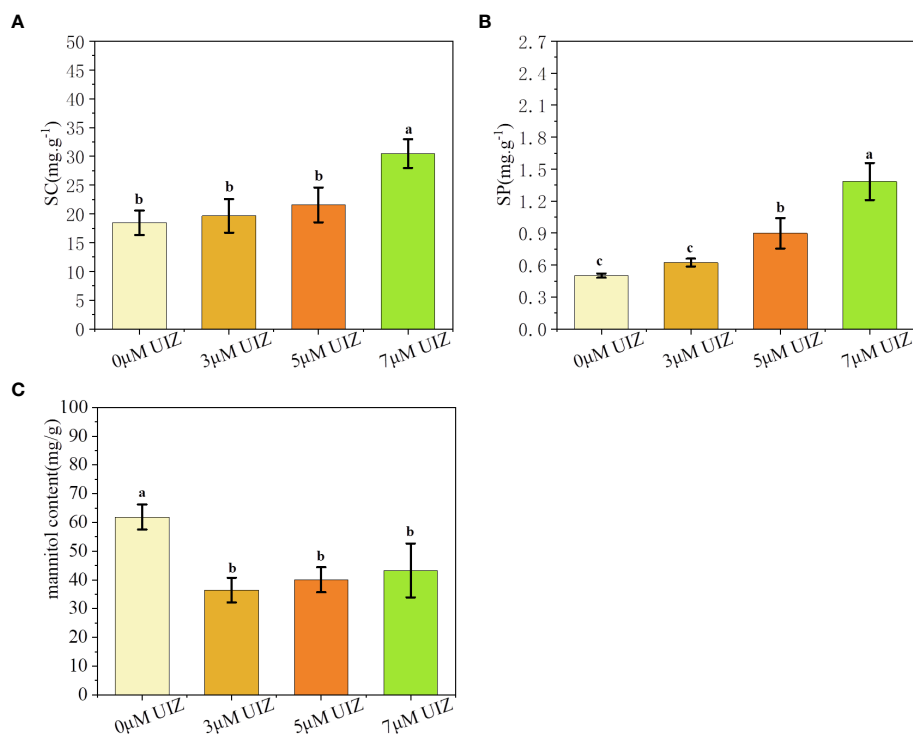 A
SC(mg.g⁻¹)
50
45
40
35
30
25
20
15
10
5
0
b
b
b
a
0μM UIZ
3μM UIZ
5μM UIZ
7μM UIZ
B
SP(mg.g⁻¹)
2.7
2.4
2.1
1.8
1.5
1.2
0.9
0.6
0.3
0.0
c
c
b
a
0μM UIZ
3μM UIZ
5μM UIZ
7μM UIZ
C
mannitol content(mg/g)
100
90
80
70
60
50
40
30
20
10
0
a
b
b
b
0μM UIZ
3μM UIZ
5μM UIZ
7μM UIZ